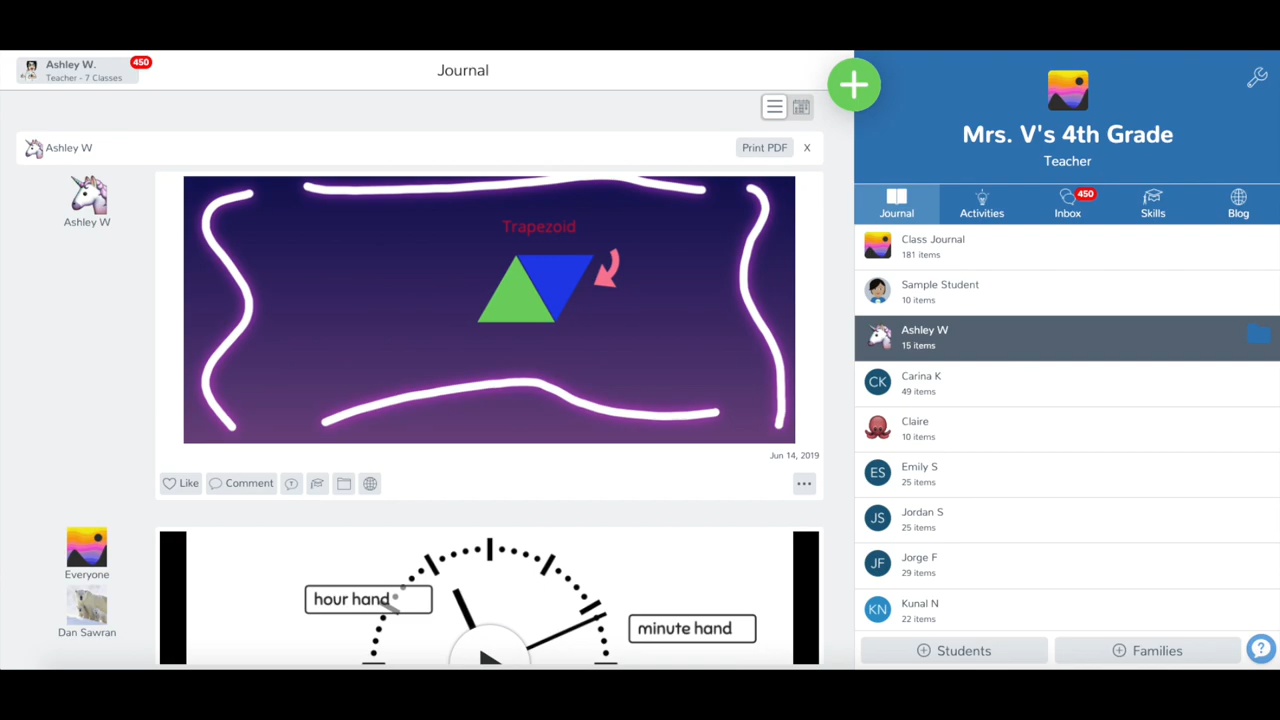 Ashley W.
Teacher - 7 Classes
450
Journal
Ashley W
Print PDF
X
Ashley W
Trapezoid
Jun 14, 2019
Like
Comment
T
Everyone
Dan Sawran
hour hand
minute hand
Mrs. V's 4th Grade
Teacher
Journal
Activities
Inbox
450
Skills
Blog
Class Journal
181 items
Sample Student
10 items
Ashley W
15 items
CK
Carina K
49 items
Claire
10 items
ES
Emily S
25 items
JS
Jordan S
25 items
JF
Jorge F
29 items
KN
Kunal N
22 items
Students
Families
?